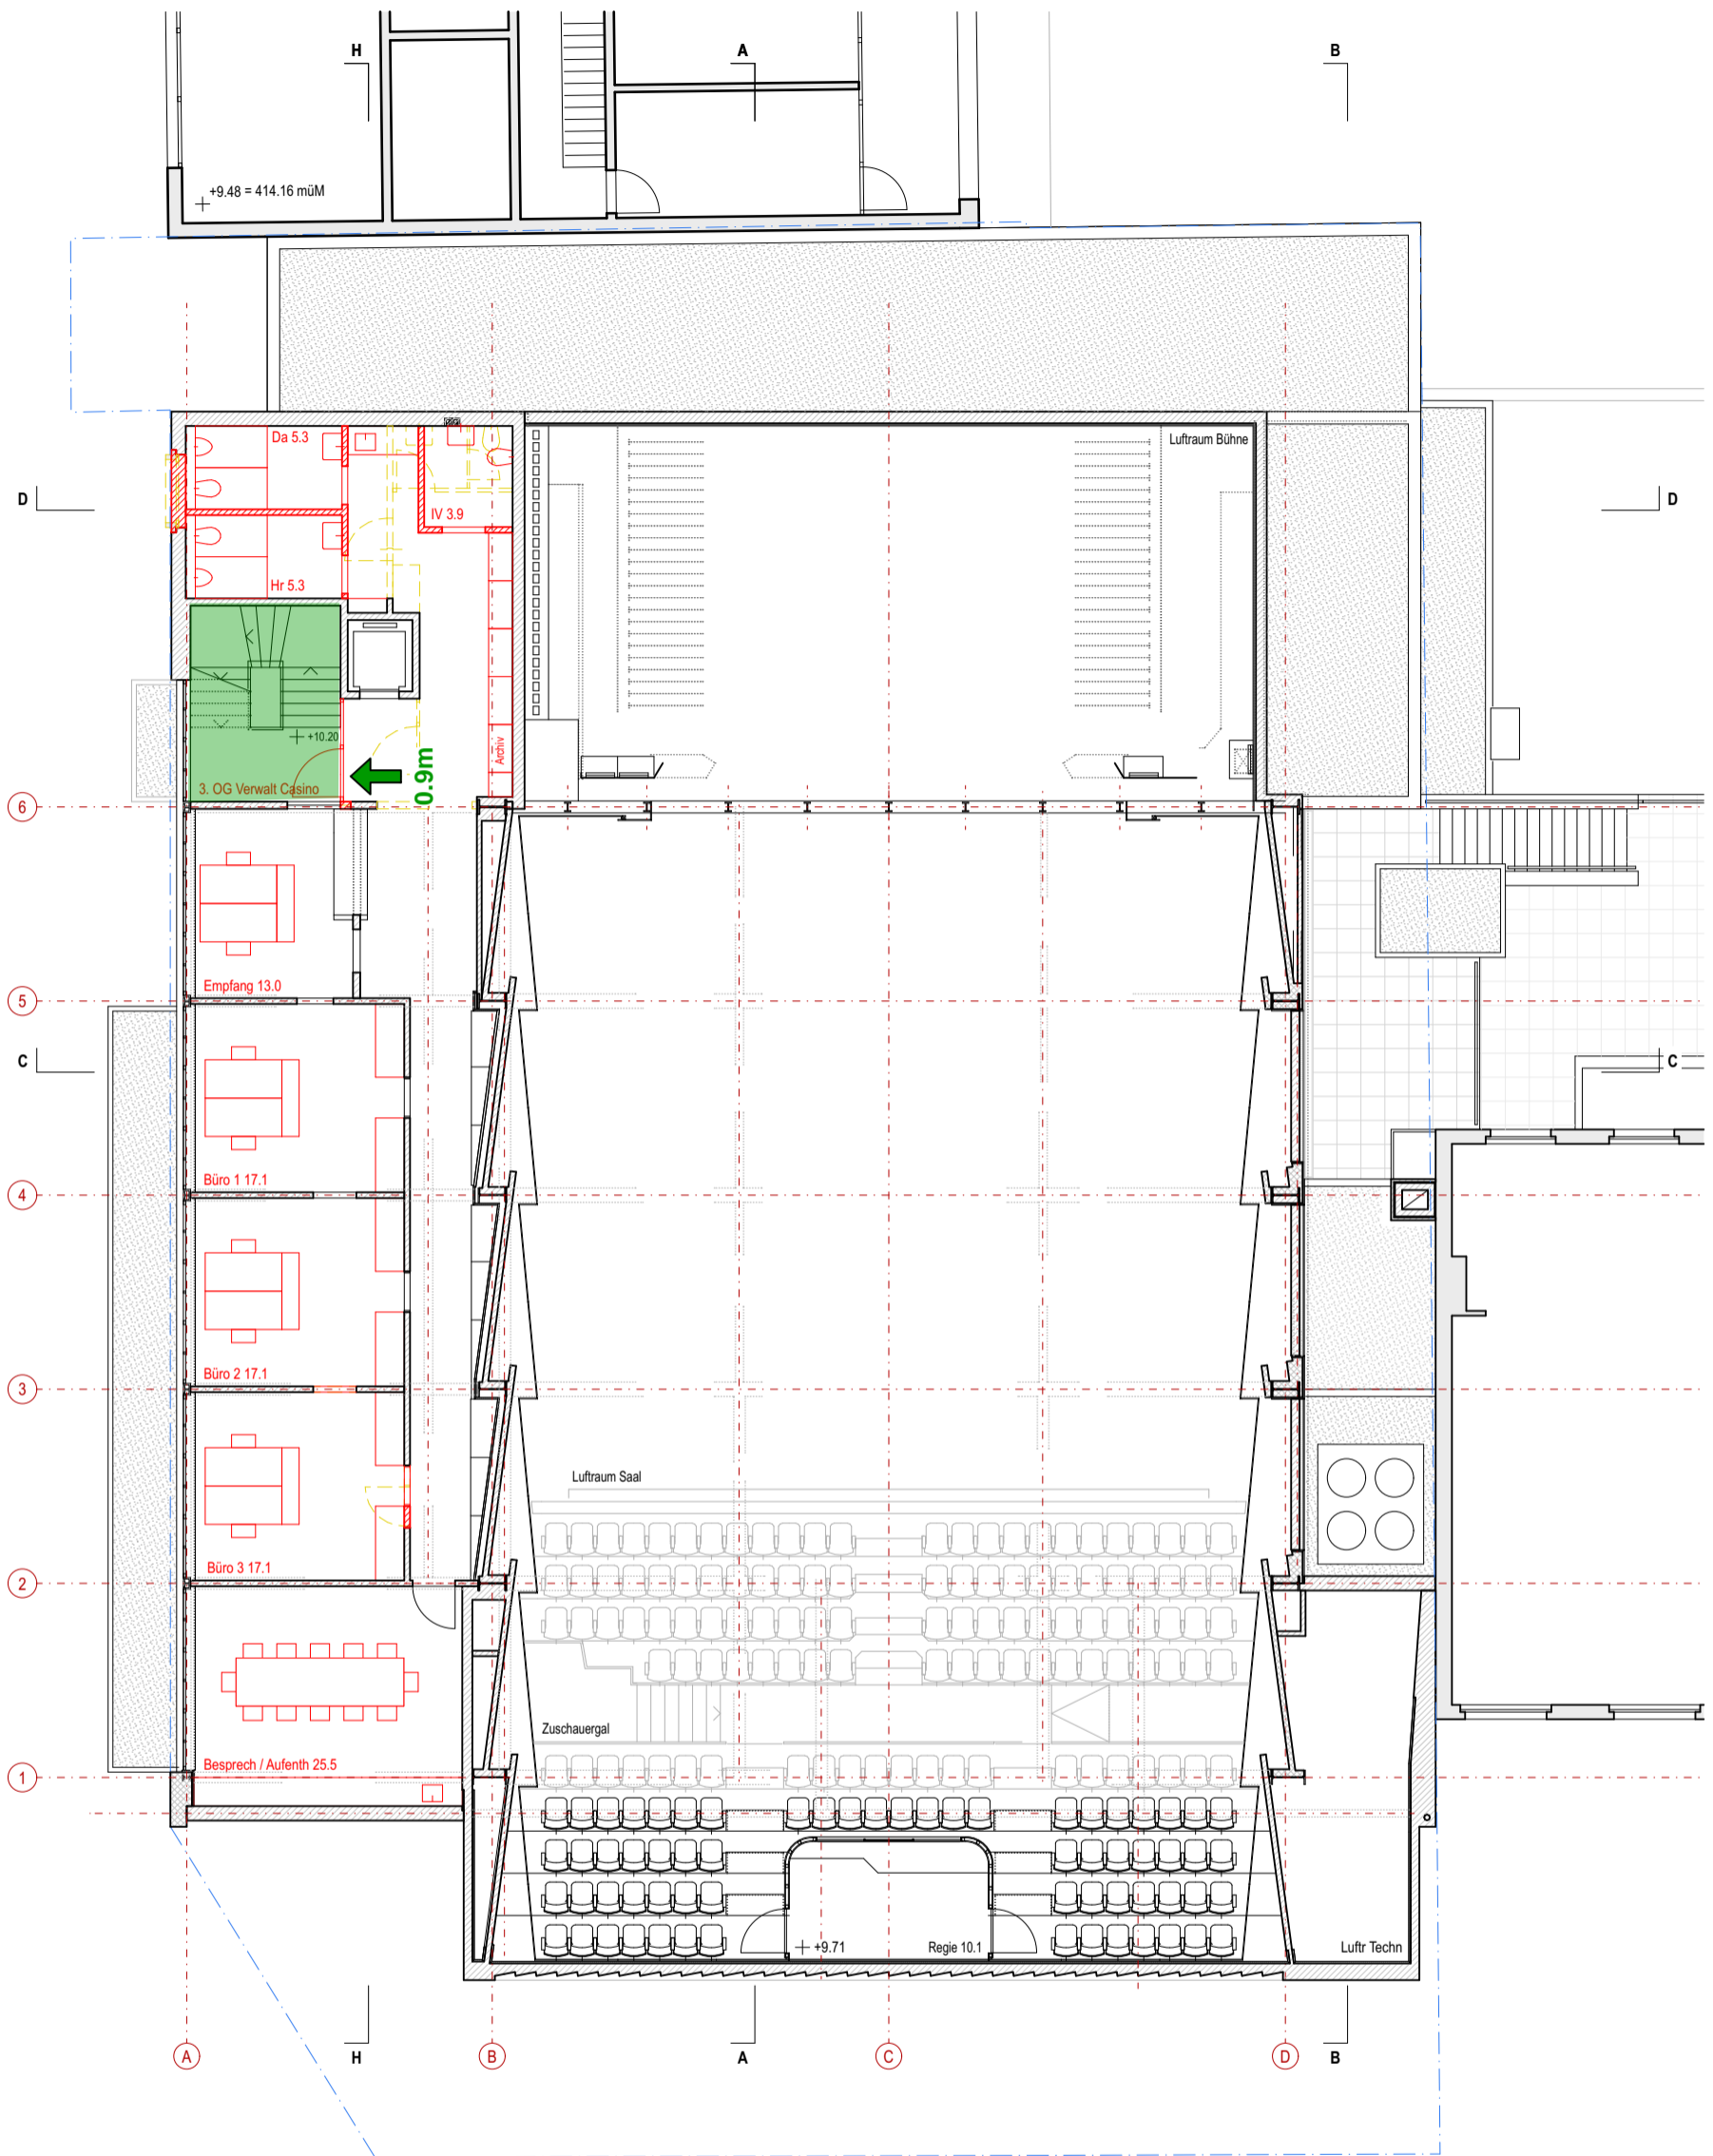 H
A
B
+9.48 = 414.16 müM
Da 5.3
Luftraum Bühne
D
D
IV 3.9
Hr 5.3
+10.20
Archiv
0.9m
3. OG Verwalt Casino
6
Empfang 13.0
5
C
C
Büro 1 17.1
4
Büro 2 17.1
3
Luftraum Saal
Büro 3 17.1
2
Zuschauergal
Besprech / Aufenth 25.5
1
+9.71
Regie 10.1
Luftr Techn
A
H
B
A
C
D
B